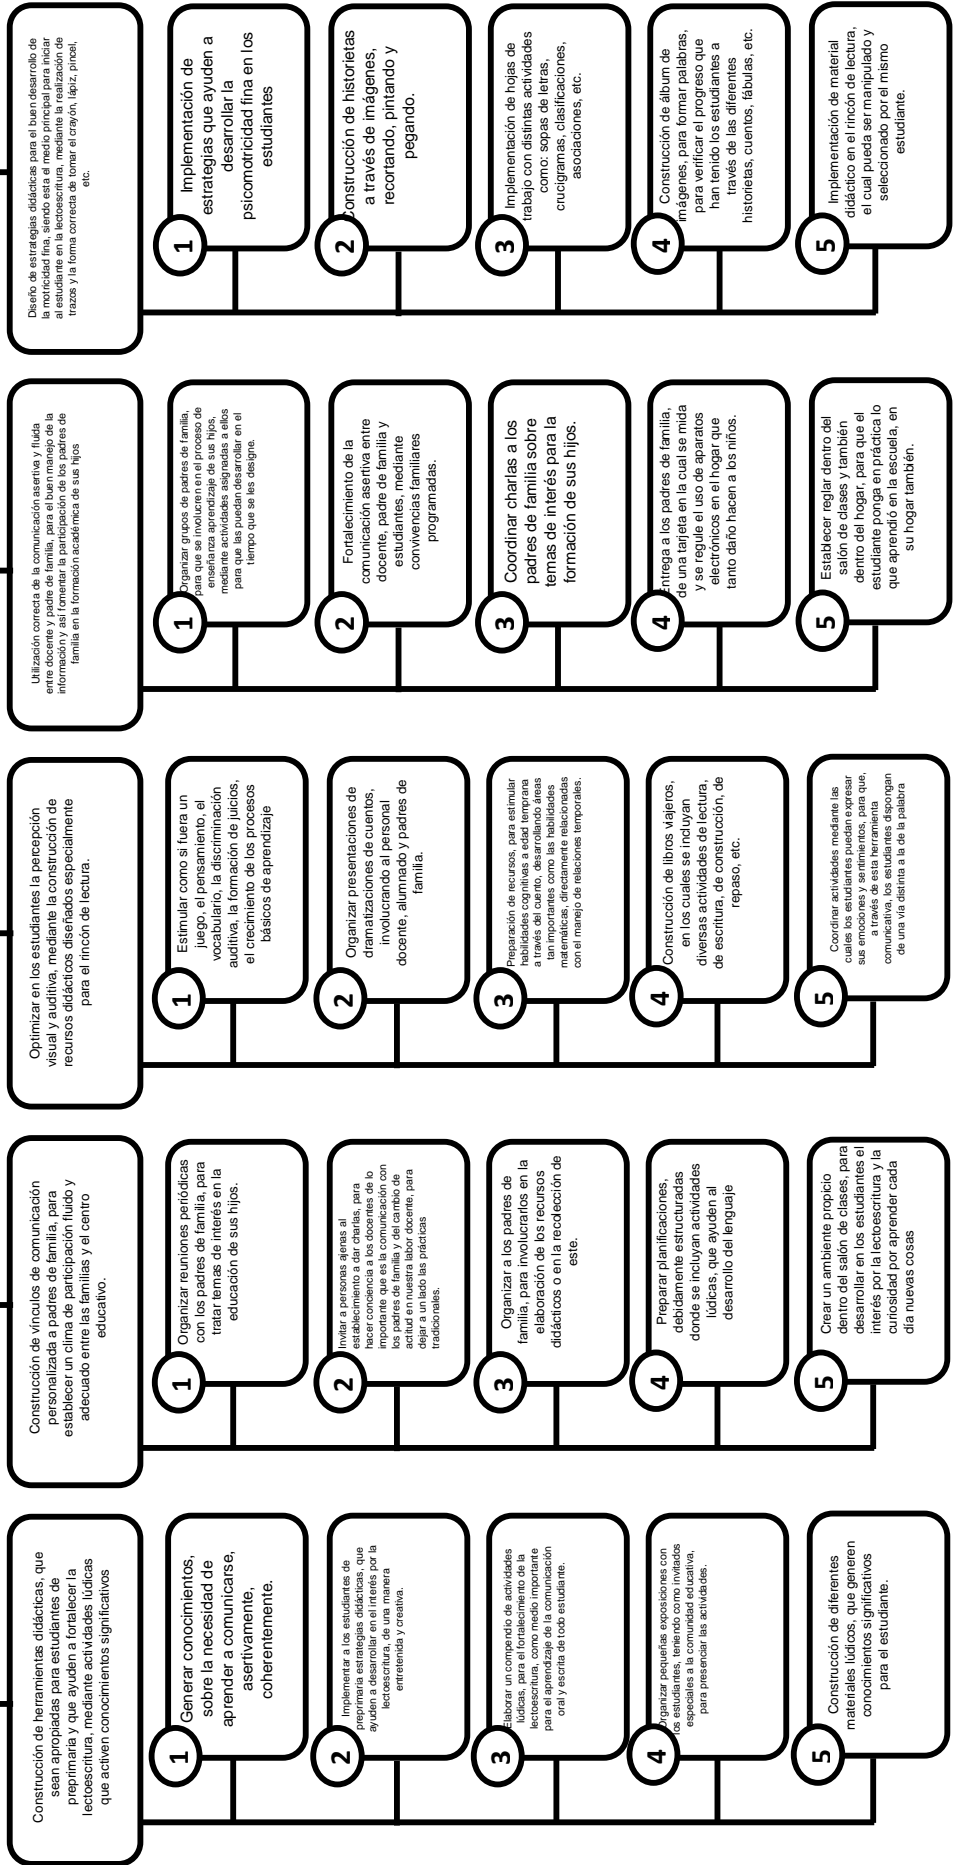 Construcción de herramientas didácticas, que
sean apropiadas para estudiantes de
preprimaria y que ayuden a fortalecer la
lectoescritura, mediante actividades lúdicas
que activen conocimientos significativos
1
Generar conocimientos,
sobre la necesidad de
aprender a comunicarse,
asertivamente,
coherentemente.
2
Implementar a los estudiantes de
preprimaria estrategias didácticas, que
ayuden a desarrollar en el interés por la
lectoescritura, de una manera
entretenida y creativa.
3
Elaborar un compendio de actividades
lúdicas, para el fortalecimiento de la
lectoescritura, como medio importante
para el aprendizaje de la comunicación
oral y escrita de todo estudiante.
4
Organizar pequeñas exposiciones con
los estudiantes, teniendo como invitados
especiales a la comunidad educativa,
para presenciar las actividades.
5
Construcción de diferentes
materiales lúdicos, que generen
conocimientos significativos
para el estudiante.
Construcción de vínculos de comunicación
personalizada a padres de familia, para
establecer un clima de participación fluido y
adecuado entre las familias y el centro
educativo.
1
Organizar reuniones periódicas
con los padres de familia, para
tratar temas de interés en la
educación de sus hijos.
2
Invitar a personas ajenas al
establecimiento a dar charlas, para
hacer conciencia a los docentes de lo
importante que es la comunicación con
los padres de familia y del cambio de
actitud en nuestra labor docente, para
dejar a un lado las prácticas
tradicionales.
3
Organizar a los padres de
familia, para involucrarlos en la
elaboración de los recursos
didácticos o en la recolección de
este.
4
Preparar planificaciones,
debidamente estructuradas
donde se incluyan actividades
lúdicas, que ayuden al
desarrollo del lenguaje
5
Crear un ambiente propicio
dentro del salón de clases, para
desarrollar en los estudiantes el
interés por la lectoescritura y la
curiosidad por aprender cada
día nuevas cosas
Optimizar en los estudiantes la percepción
visual y auditiva, mediante la construcción de
recursos didácticos diseñados especialmente
para el rincón de lectura.
1
Estimular como si fuera un
juego, el pensamiento, el
vocabulario, la discriminación
auditiva, la formación de juicios,
el crecimiento de los procesos
básicos de aprendizaje
2
Organizar presentaciones de
dramatizaciones de cuentos,
involucrando al personal
docente, alumnado y padres de
familia.
3
Preparación de recursos, para estimular
habilidades cognitivas a edad temprana
a través del cuento, desarrollando áreas
tan importantes como las habilidades
matemáticas, directamente relacionadas
con el manejo de relaciones temporales.
4
Construcción de libros viajeros,
en los cuales se incluyan
diversas actividades de lectura,
de escritura, de construcción, de
repaso, etc.
5
Coordinar actividades mediante las
cuales los estudiantes puedan expresar
sus emociones y sentimientos, para que,
a través de esta herramienta
comunicativa, los estudiantes dispongan
de una vía distinta a la de la palabra
Utilización correcta de la comunicación asertiva y fluida
entre docente y padre de familia, para el buen manejo de la
información y así fomentar la participación de los padres de
familia en la formación académica de sus hijos
1
Organizar grupos de padres de familia,
para que se involucren en el proceso de
enseñanza aprendizaje de sus hijos,
mediante actividades asignadas a ellos
para que las puedan desarrollar en el
tiempo que se les designe.
2
Fortalecimiento de la
comunicación asertiva entre
docente, padre de familia y
estudiantes, mediante
convivencias familiares
programadas.
3
Coordinar charlas a los
padres de familia sobre
temas de interés para la
formación de sus hijos.
4
Entrega a los padres de familia,
de una tarjeta en la cual se mida
y se regule el uso de aparatos
electrónicos en el hogar que
tanto daño hacen a los niños.
5
Establecer reglar dentro del
salón de clases y también
dentro del hogar, para que el
estudiante ponga en práctica lo
que aprendió en la escuela, en
su hogar también.
Diseño de estrategias didácticas para el buen desarrollo de
la motricidad fina, siendo esta el medio principal para iniciar
al estudiante en la lectoescritura, mediante la realización de
trazos y la forma correcta de tomar el crayón, lápiz, pincel,
etc.
1
Implementación de
estrategias que ayuden a
desarrollar la
psicomotricidad fina en los
estudiantes
2
Construcción de historietas
a través de imágenes,
recortando, pintando y
pegando.
3
Implementación de hojas de
trabajo con distintas actividades
como: sopas de letras,
crucigramas, clasificaciones,
asociaciones, etc.
4
Construcción de álbum de
imágenes, para formar palabras,
para verificar el progreso que
han tenido los estudiantes a
través de las diferentes
historietas, cuentos, fábulas, etc.
5
Implementación de material
didáctico en el rincón de lectura,
el cual pueda ser manipulado y
seleccionado por el mismo
estudiante.